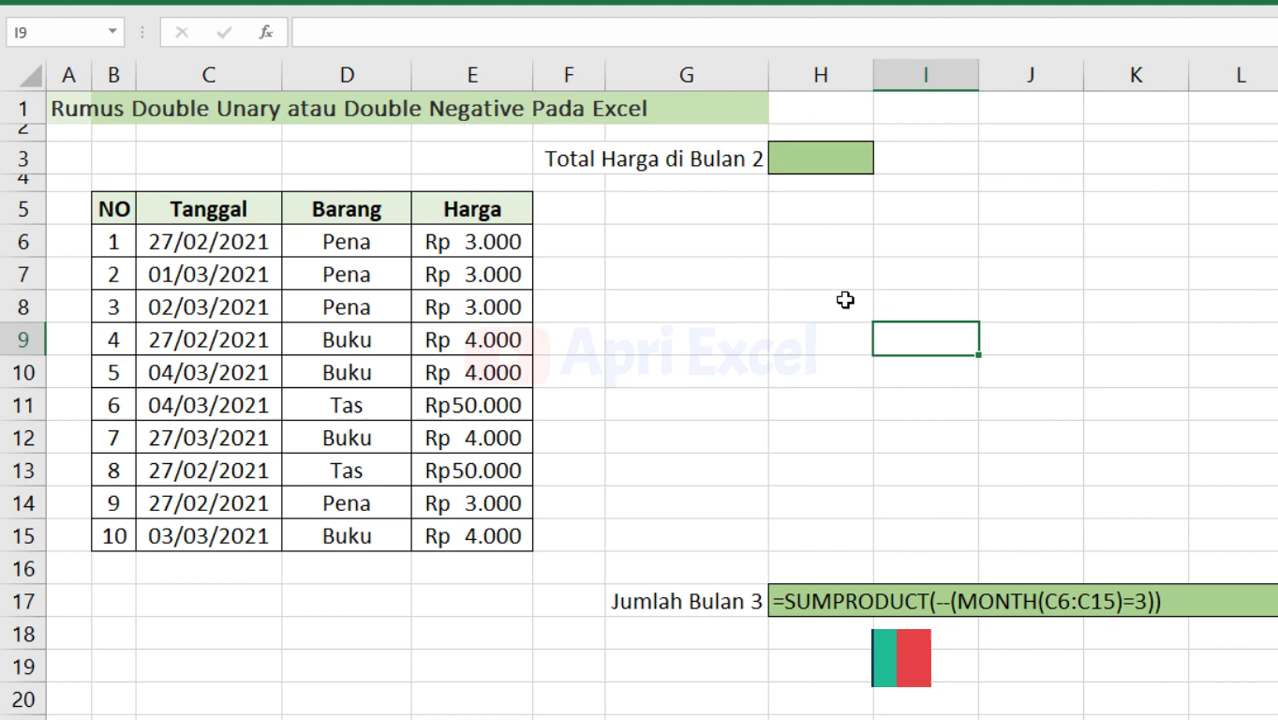 I9
fx
A B C D E F G H I J K L
1 Rumus Double Unary atau Double Negative Pada Excel
2
3 Total Harga di Bulan 2
4
5 NO Tanggal Barang Harga
6 1 27/02/2021 Pena Rp 3.000
7 2 01/03/2021 Pena Rp 3.000
8 3 02/03/2021 Pena Rp 3.000
9 4 27/02/2021 Buku Rp 4.000
Apri Excel
10 5 04/03/2021 Buku Rp 4.000
11 6 04/03/2021 Tas Rp50.000
12 7 27/03/2021 Buku Rp 4.000
13 8 27/02/2021 Tas Rp50.000
14 9 27/02/2021 Pena Rp 3.000
15 10 03/03/2021 Buku Rp 4.000
16
17 Jumlah Bulan 3 =SUMPRODUCT(--(MONTH(C6:C15)=3))
18
19
20